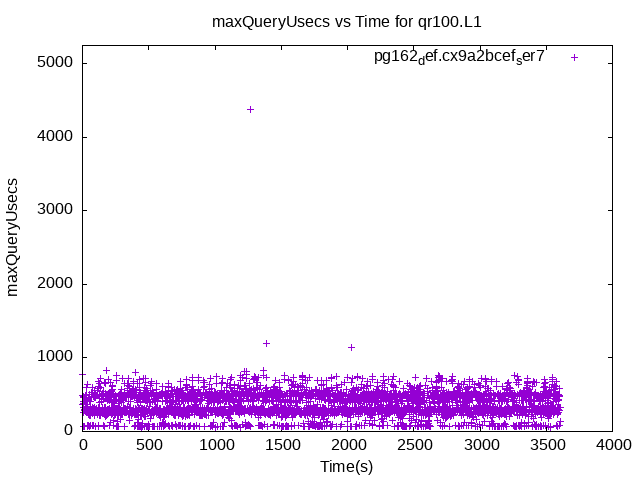 maxQueryUsecs vs Time for qr100.L1
pg162def.cx9a2bcefser7
5000
4000
3000
2000
1000
0
maxQueryUsecs
0 500 1000 1500 2000 2500 3000 3500 4000
Time(s)